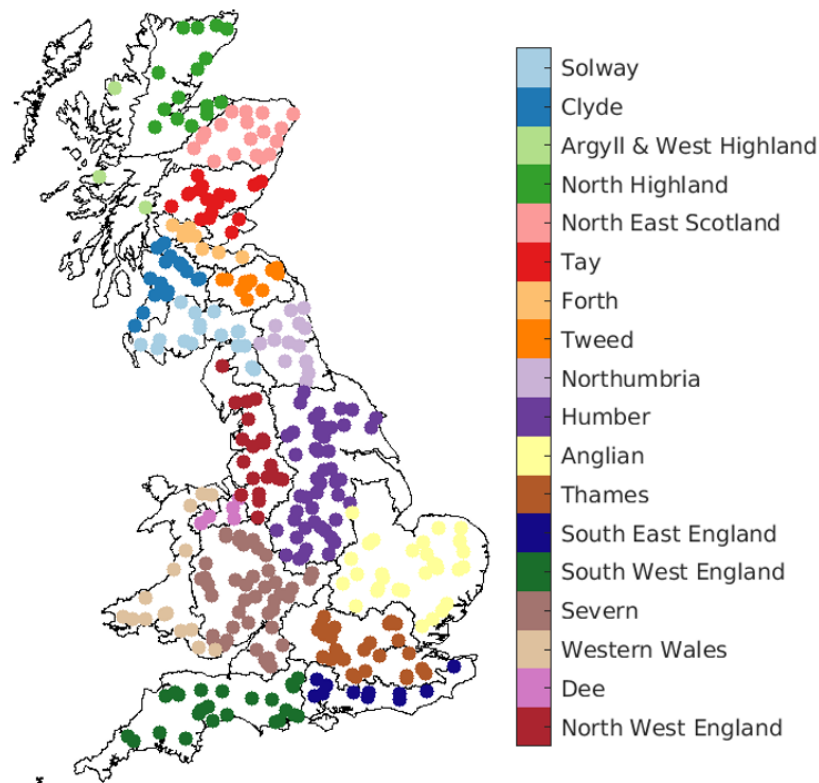 Solway
Clyde
Argyll & West Highland
North Highland
North East Scotland
Tay
Forth
Tweed
Northumbria
Humber
Anglian
Thames
South East England
South West England
Severn
Western Wales
Dee
North West England